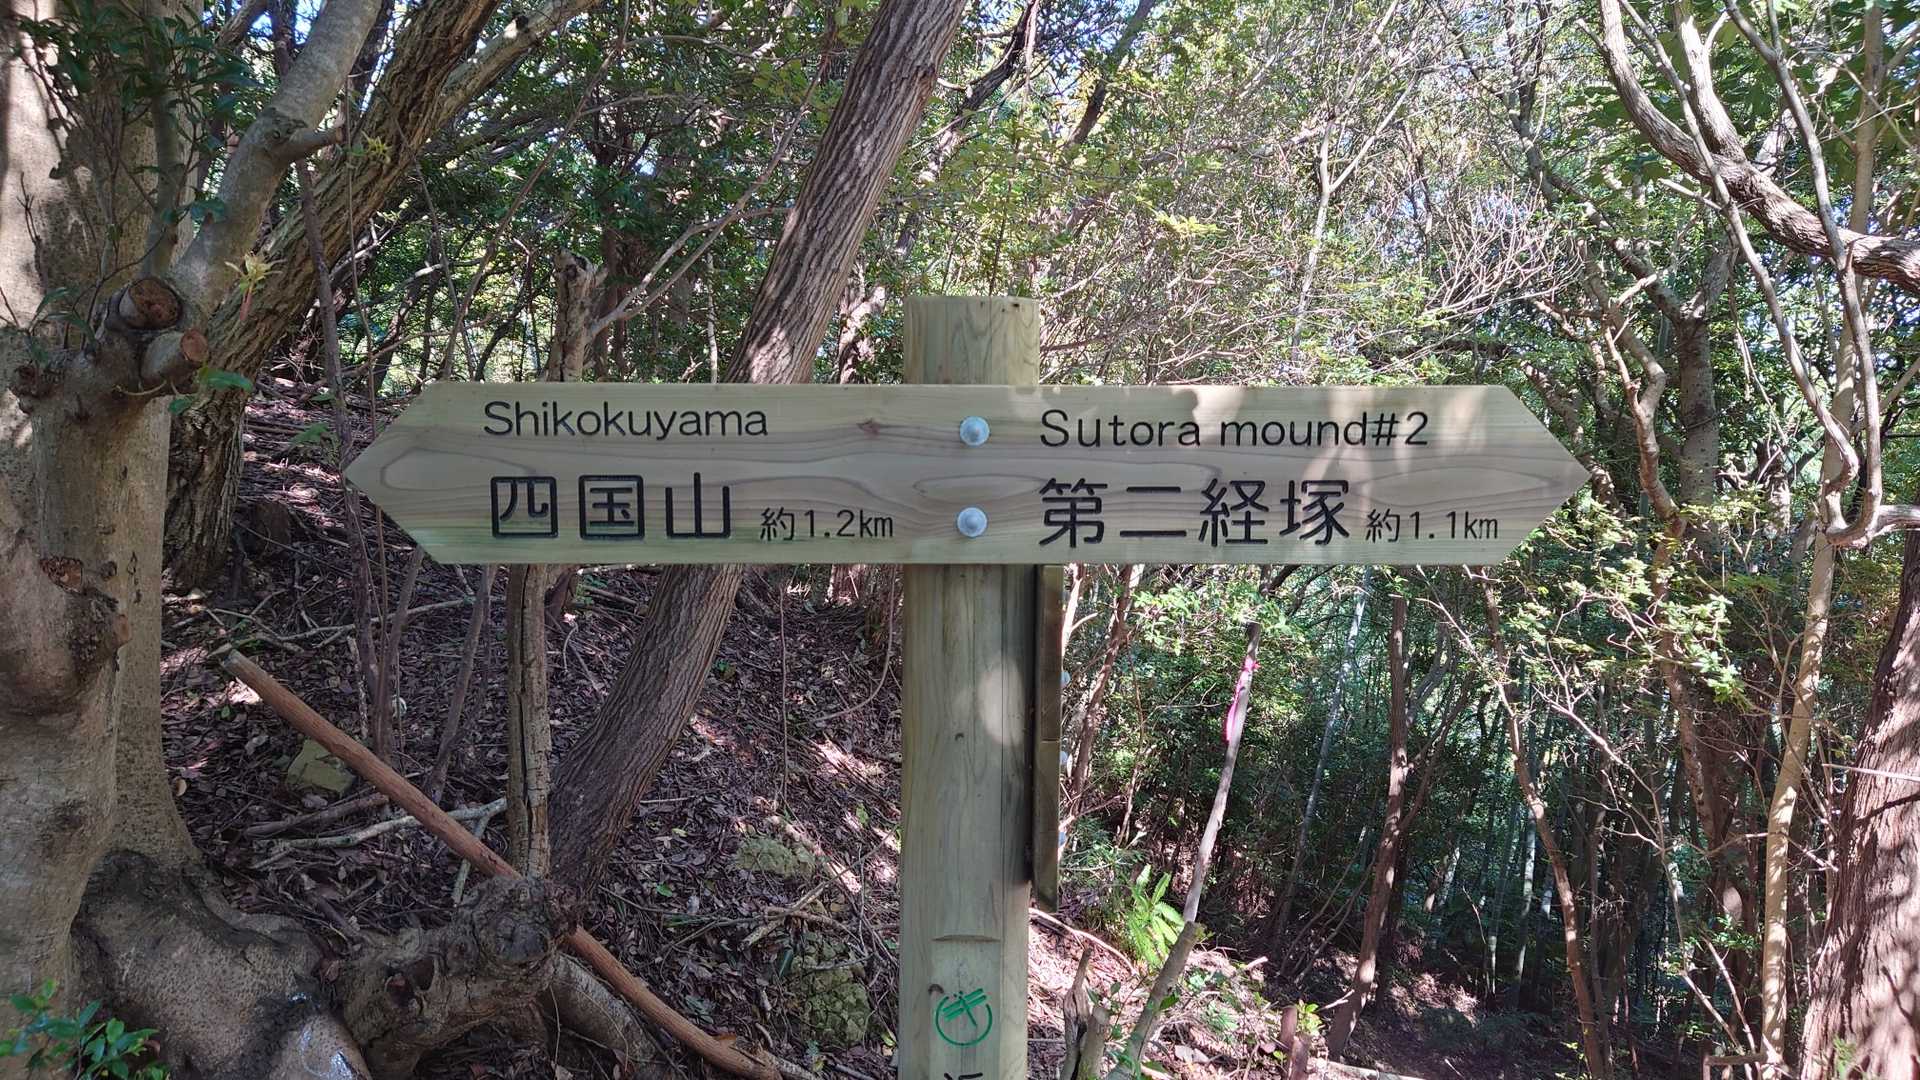 Shikokuyama
四国山 約1.2km
Sutora mound#2
第二経塚 約1.1km